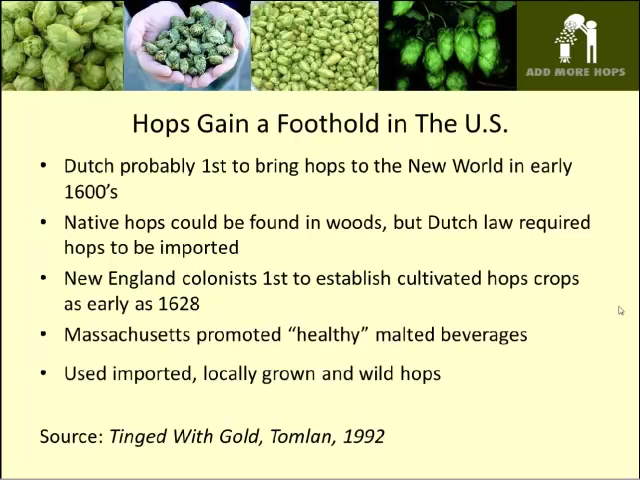 ADD MORE HOPS
Hops Gain a Foothold in The U.S.
• Dutch probably 1st to bring hops to the New World in early
1600’s
• Native hops could be found in woods, but Dutch law required
hops to be imported
• New England colonists 1st to establish cultivated hops crops
as early as 1628
• Massachusetts promoted “healthy” malted beverages
• Used imported, locally grown and wild hops
Source: Tinged With Gold, Tomlan, 1992